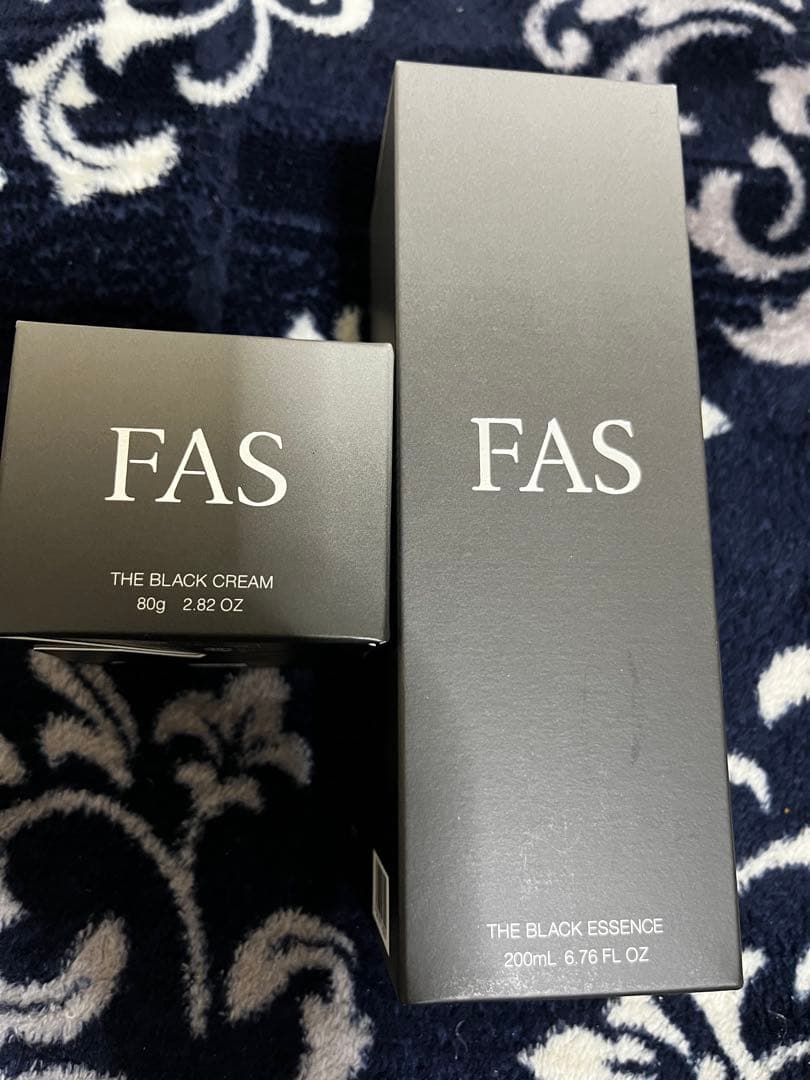 FAS
THE BLACK CREAM
80g 2.82 OZ
FAS
THE BLACK ESSENCE
200mL 6.76 FL OZ